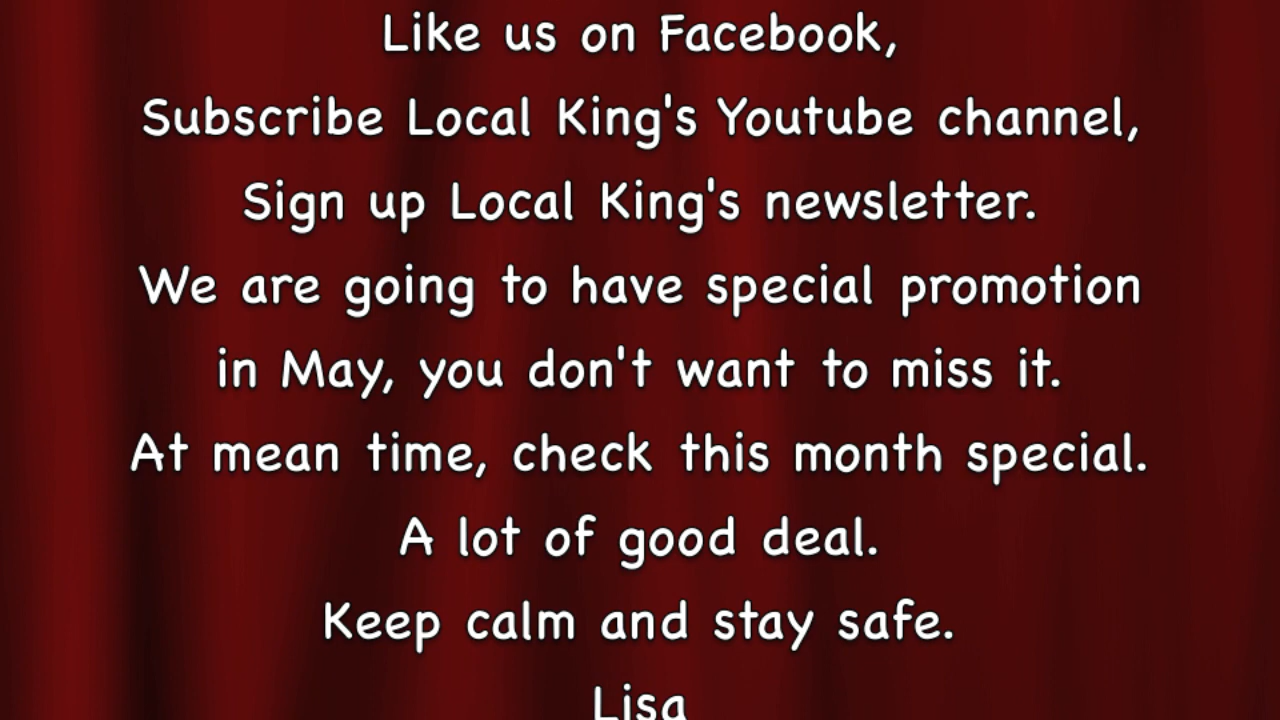 Like us on Facebook,
Subscribe Local King's Youtube channel,
Sign up Local King's newsletter.
We are going to have special promotion
in May, you don't want to miss it.
At mean time, check this month special.
A lot of good deal.
Keep calm and stay safe.
Lisa